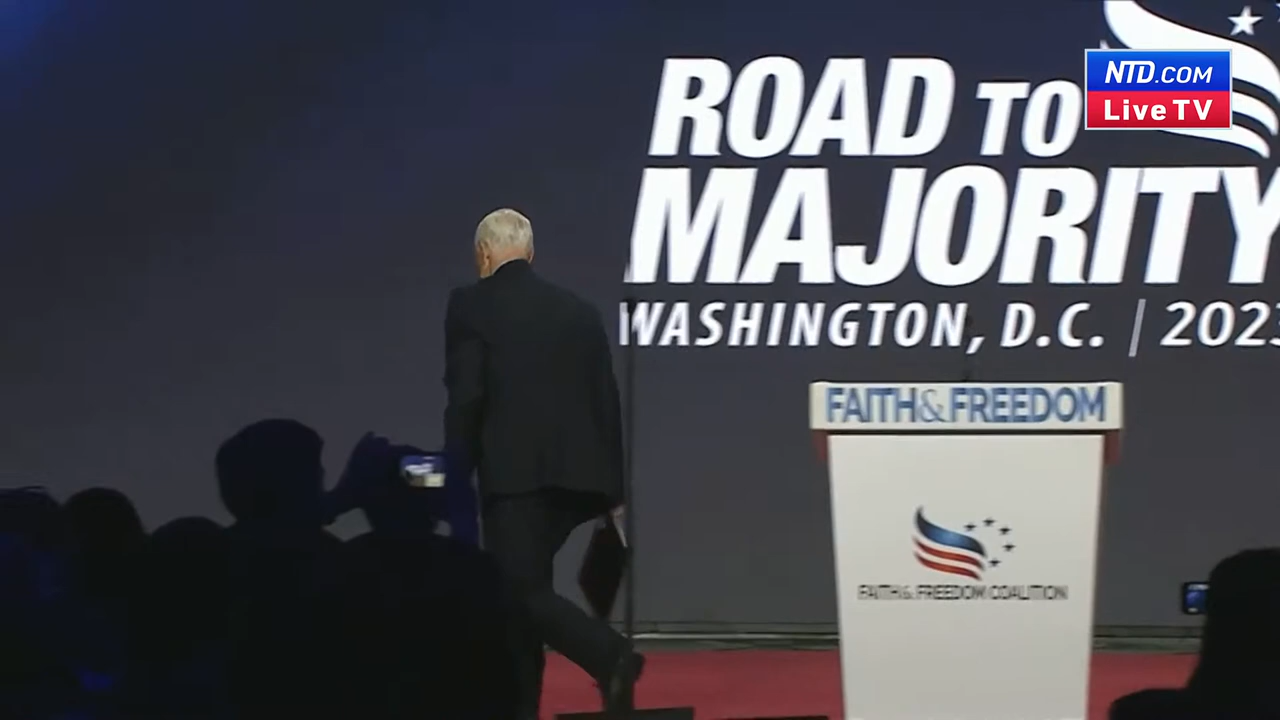 ROAD TO
MAJORITY
WASHINGTON, D.C. | 2023
NTD.COM
Live TV
FAITH & FREEDOM
FAITH & FREEDOM COALITION